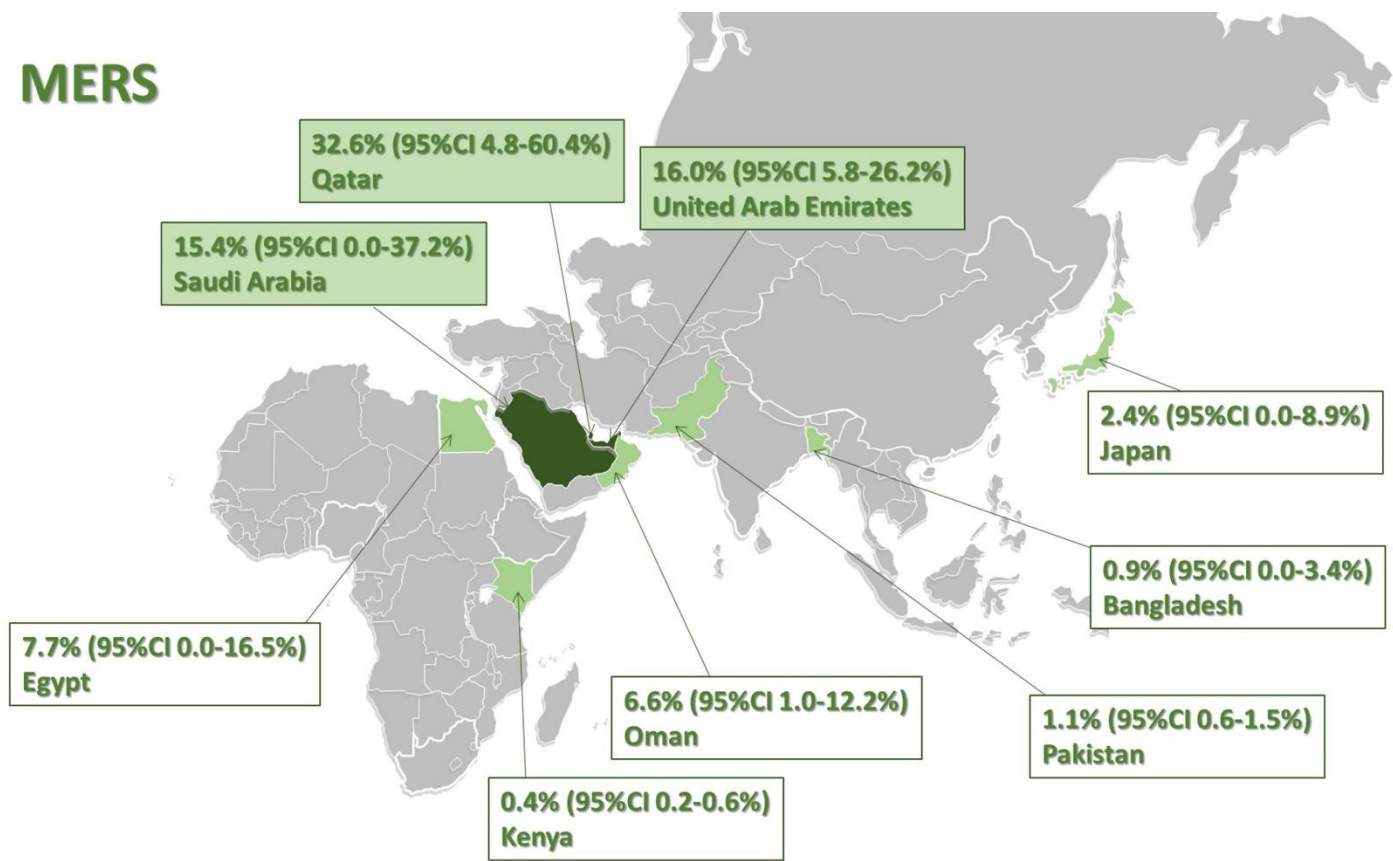 MERS
32.6% (95%CI 4.8-60.4%)
Qatar
16.0% (95%CI 5.8-26.2%)
United Arab Emirates
15.4% (95%CI 0.0-37.2%)
Saudi Arabia
2.4% (95%CI 0.0-8.9%)
Japan
0.9% (95%CI 0.0-3.4%)
Bangladesh
7.7% (95%CI 0.0-16.5%)
Egypt
6.6% (95%CI 1.0-12.2%)
Oman
1.1% (95%CI 0.6-1.5%)
Pakistan
0.4% (95%CI 0.2-0.6%)
Kenya